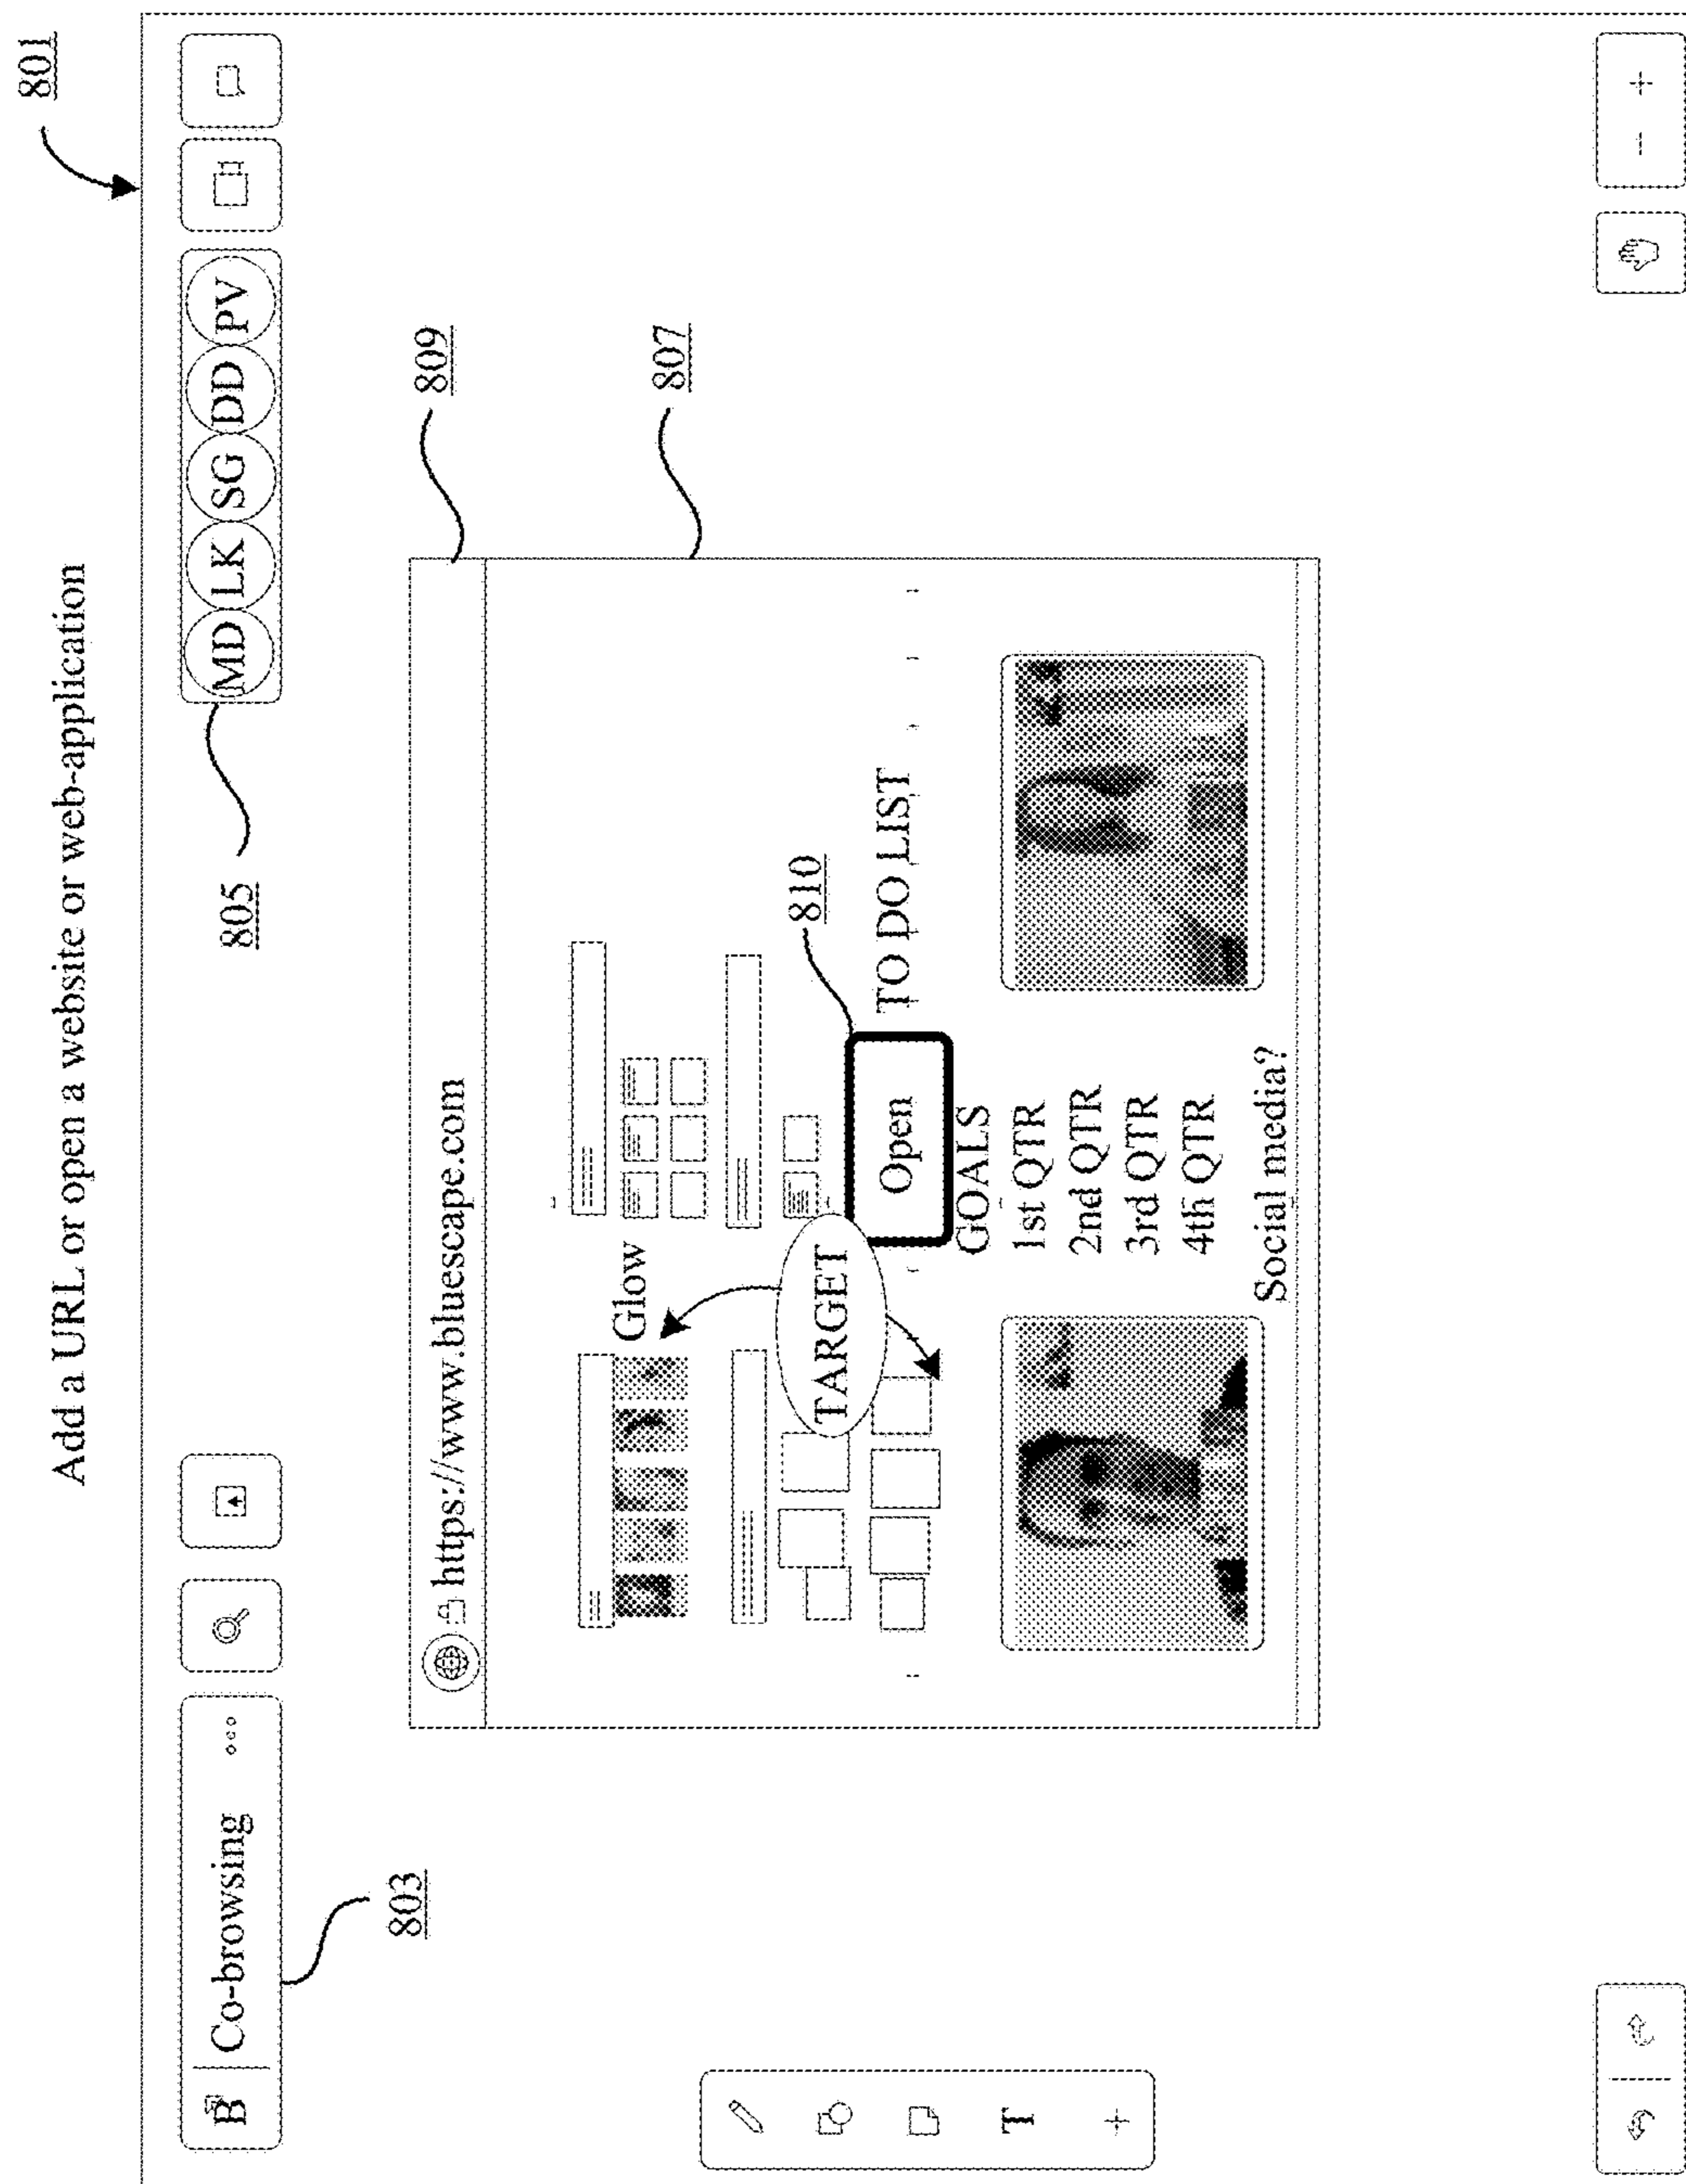 Add a URL or open a website or web-application
801
B Co-browsing
MD LK SG DD PV
803
805
809
https://www.bluescape.com
807
Glow
810
TARGET
Open
TO DO LIST
GOALS
1st QTR
2nd QTR
3rd QTR
4th QTR
Social media?
T